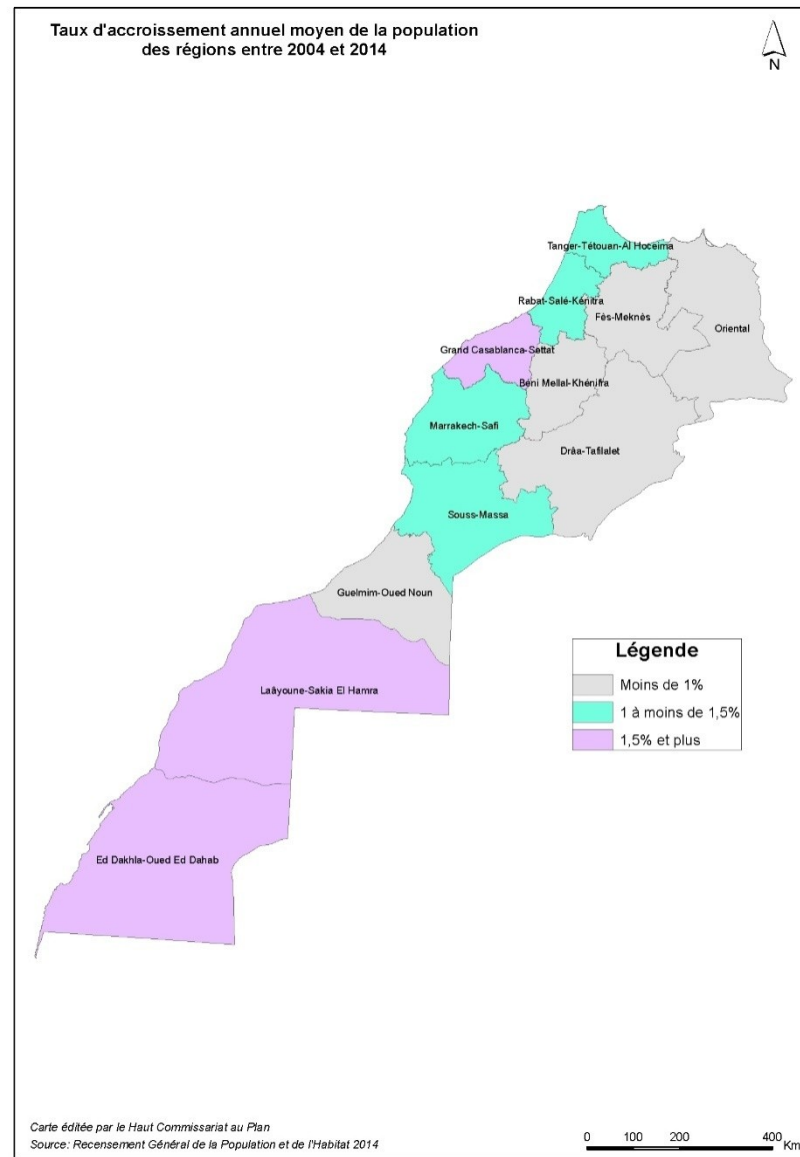 Taux d'accroissement annuel moyen de la population
des régions entre 2004 et 2014
N
Tanger-Tétouan-Al Hoceima
Rabat-Salé-Kénitra
Fès-Meknès
Oriental
Grand Casablanca-Settat
Béni Mellal-Khénifra
Marrakech-Safi
Drâa-Tafilalet
Souss-Massa
Guelmim-Oued Noun
Laâyoune-Sakia El Hamra
Ed Dakhla-Oued Ed Dahab
Légende
Moins de 1%
1 à moins de 1,5%
1,5% et plus
Carte éditée par le Haut Commissariat au Plan
Source: Recensement Général de la Population et de l'Habitat 2014
0 100 200 400
Km